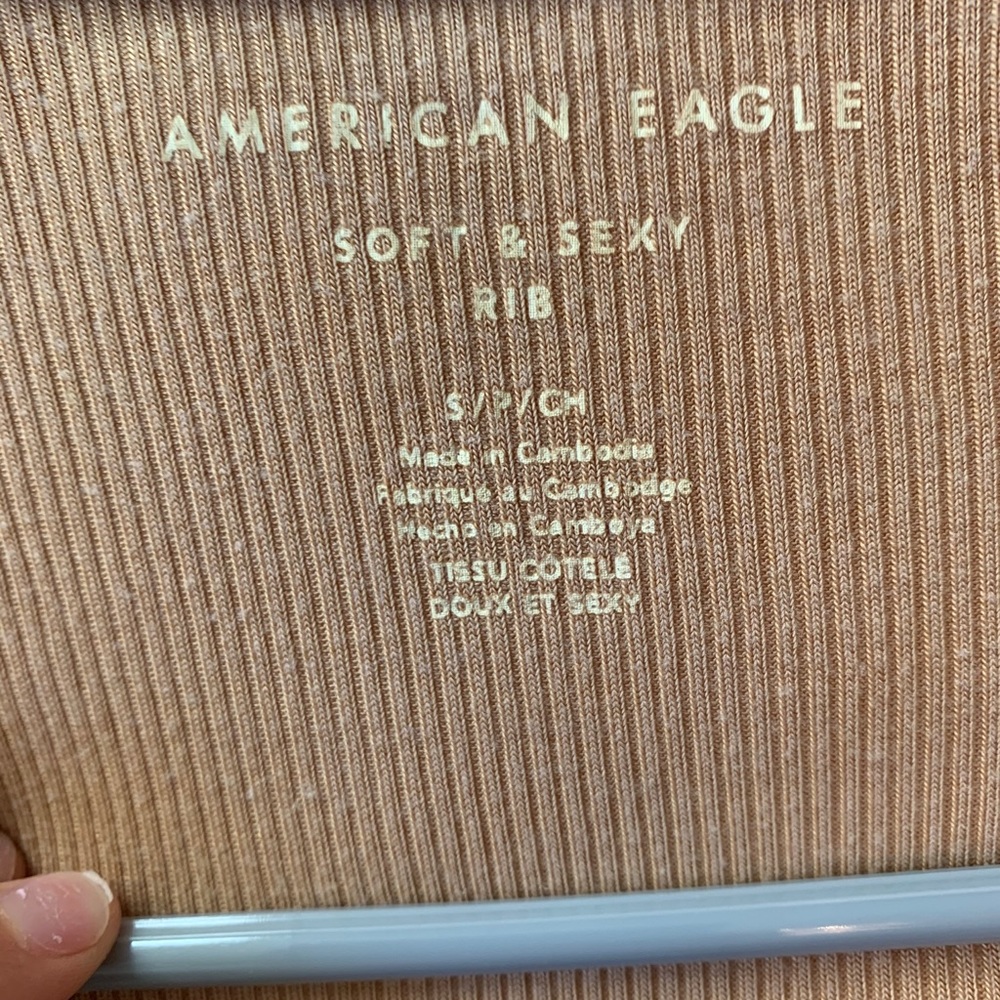 AMERICAN EAGLE
SOFT & SEXY
RIB
S/P/CH
Made in Cambodia
Fabriqué au Cambodge
Hecho en Camboya
TISSU CÔTELÉ
DOUX ET SEXY